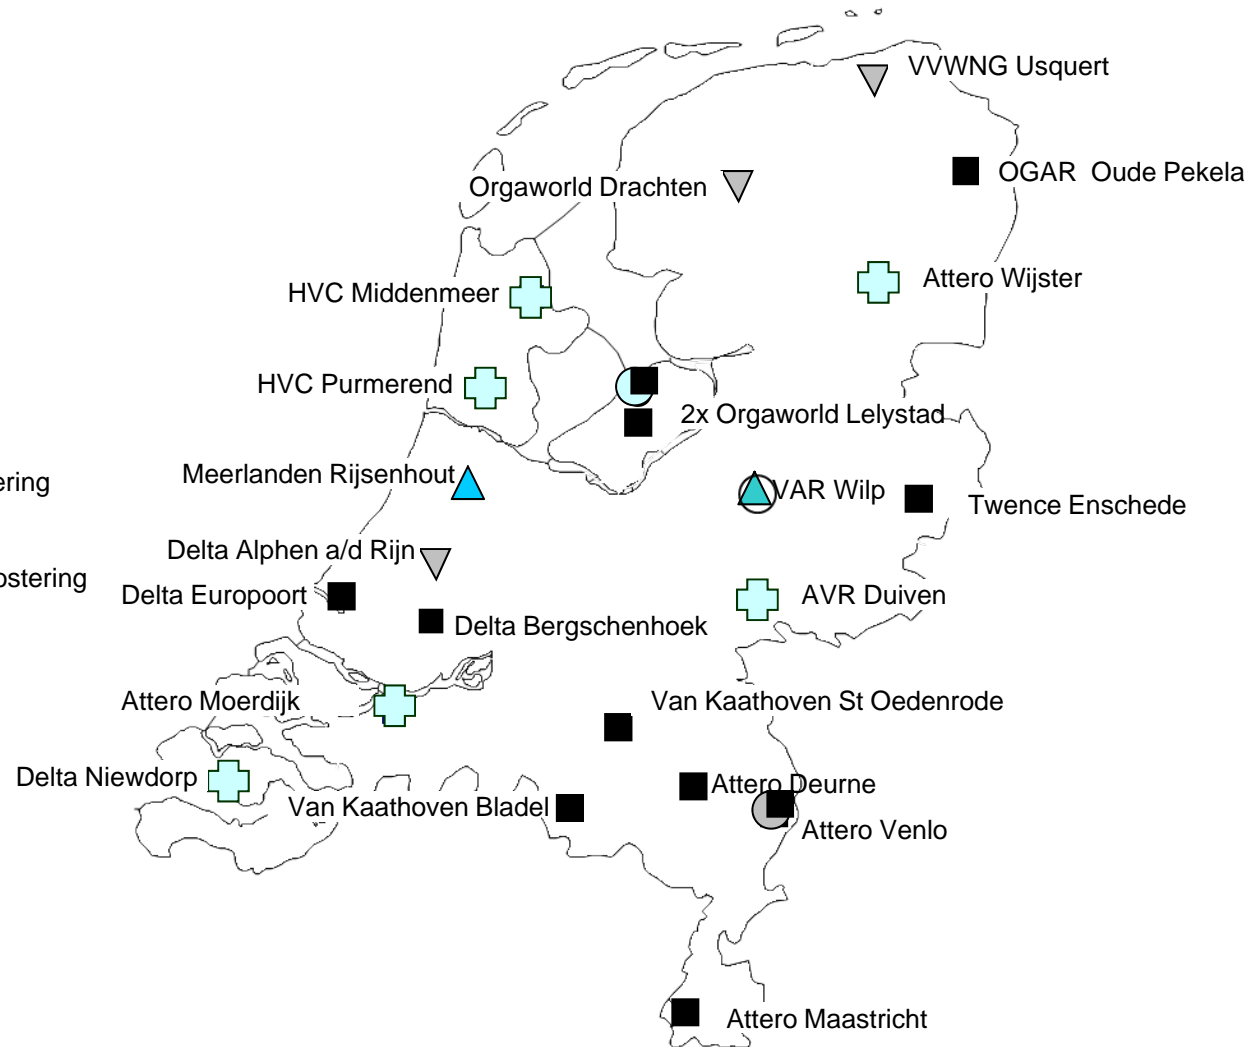 VVWNG Usquert
OGAR Oude Pekela
Orgaworld Drachten
Attero Wijster
HVC Middenmeer
HVC Purmerend
2x Orgaworld Lelystad
Meerlanden Rijsenhout
ering
VAR Wilp
Twence Enschede
Delta Alphen a/d Rijn
ostering
Delta Europoort
AVR Duiven
Delta Bergschenhoek
Attero Moerdijk
Van Kaathoven St Oedenrode
Delta Niewdorp
Attero Deurne
Van Kaathoven Bladel
Attero Venlo
Attero Maastricht